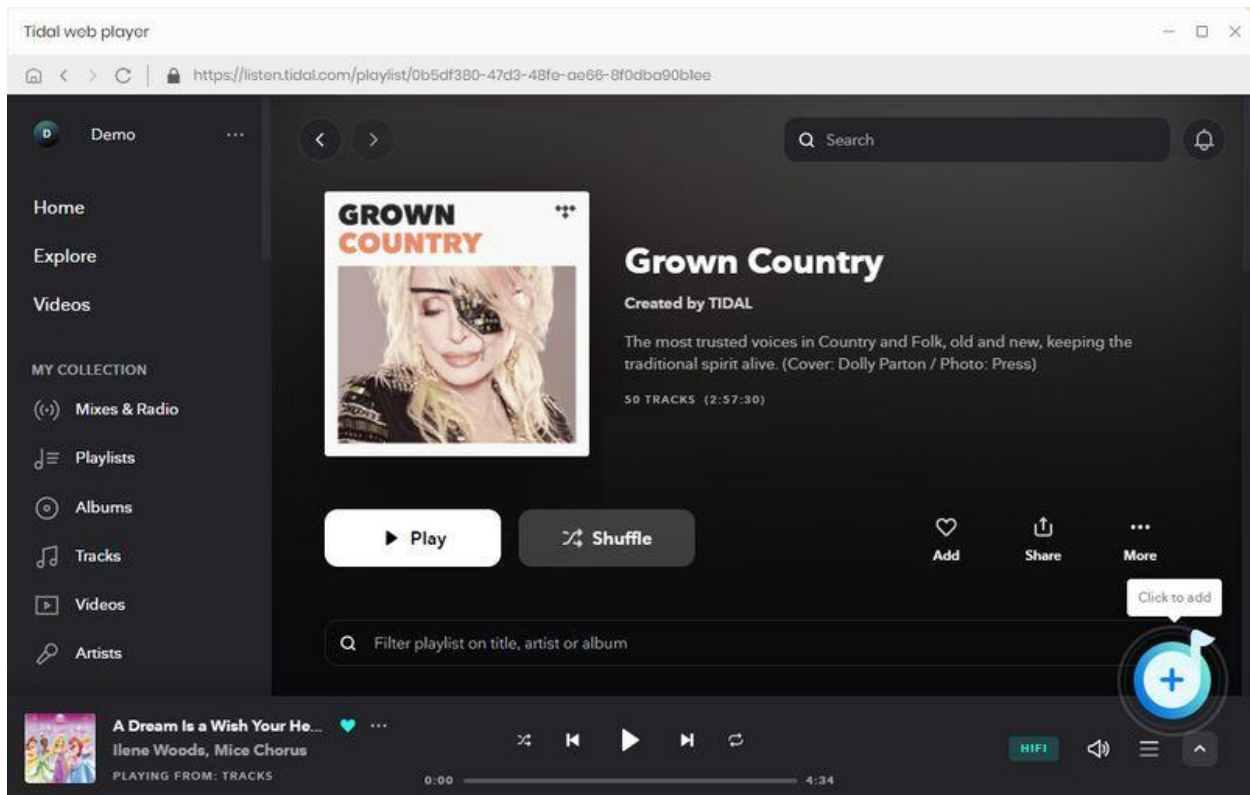 Tidal web player
https://listen.tidal.com/playlist/0b5df380-47d3-48fe-ae66-8f0dba90b1ee
D
Demo
Search
Home
Explore
Videos
MY COLLECTION
Mixes & Radio
Playlists
Albums
Tracks
Videos
Artists
GROWN
COUNTRY
Grown Country
Created by TIDAL
The most trusted voices in Country and Folk, old and new, keeping the
traditional spirit alive. (Cover: Dolly Parton / Photo: Press)
50 TRACKS (2:57:30)
Play
Shuffle
Add
Share
More
Click to add
Filter playlist on title, artist or album
A Dream Is a Wish Your He...
Ilene Woods, Mice Chorus
PLAYING FROM: TRACKS
0:00
4:34
HIFI